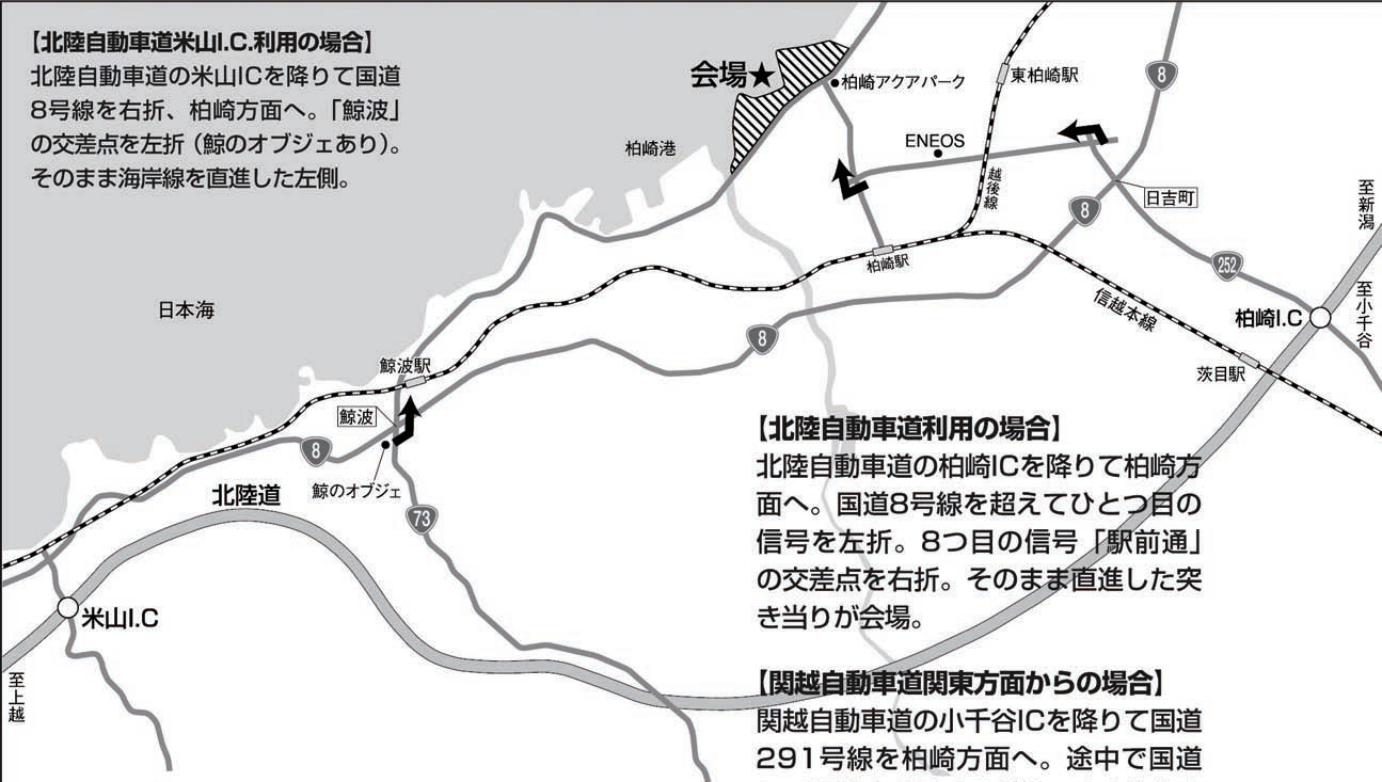 【北陸自動車道米山I.C.利用の場合】
北陸自動車道の米山ICを降りて国道
8号線を右折、柏崎方面へ。「鯨波」
の交差点を左折（鯨のオブジェあり）。
そのまま海岸線を直進した左側。
会場★
柏崎アクアパーク
東柏崎駅
8
柏崎港
ENEOS
越後線
日吉町
8
至新潟
252
柏崎駅
至小千谷
日本海
信越本線
柏崎I.C
8
茨目駅
鯨波駅
鯨波
8
鯨のオブジェ
北陸道
73
米山I.C
至上越
【北陸自動車道利用の場合】
北陸自動車道の柏崎ICを降りて柏崎方
面へ。国道8号線を超えてひとつ目の
信号を左折。8つ目の信号「駅前通」
の交差点を右折。そのまま直進した突
き当りが会場。
【関越自動車道関東方面からの場合】
関越自動車道の小千谷ICを降りて国道
291号線を柏崎方面へ。途中で国道